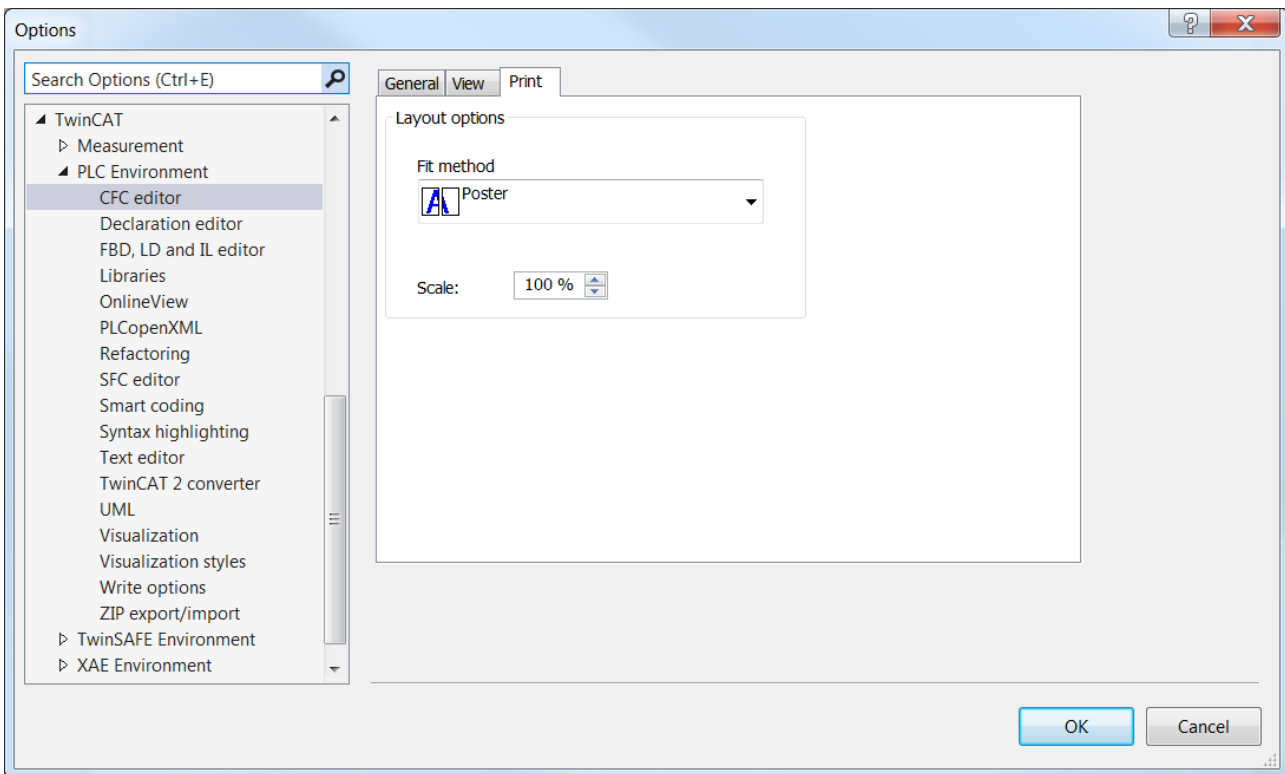 Options
Search Options (Ctrl+E)
TwinCAT
Measurement
PLC Environment
CFC editor
Declaration editor
FBD, LD and IL editor
Libraries
OnlineView
PLCopenXML
Refactoring
SFC editor
Smart coding
Syntax highlighting
Text editor
TwinCAT 2 converter
UML
Visualization
Visualization styles
Write options
ZIP export/import
TwinSAFE Environment
XAE Environment
General View Print
Layout options
Fit method
Poster
Scale: 100 %
OK Cancel